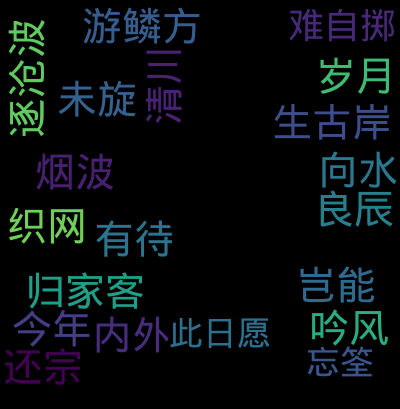 逐沧波
游鳞方
难自掷
清川
岁月
未旋
生古岸
烟波
向水
良辰
织网
有待
归家客
岂能
今年
内外
此日愿
吟风
还宗
忘筌